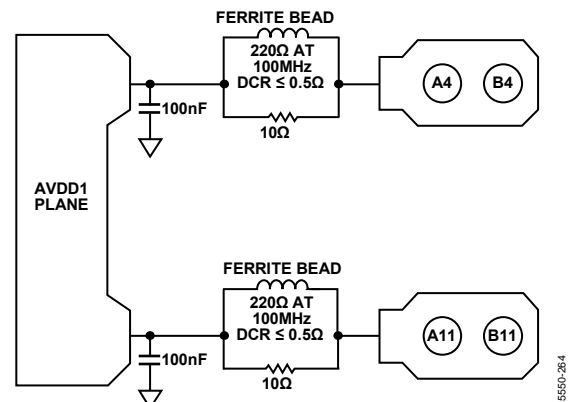 FERRITE BEAD
220Ω AT
100MHz
DCR ≤ 0.5Ω
100nF
10Ω
A4 B4
AVDD1
PLANE
FERRITE BEAD
220Ω AT
100MHz
DCR ≤ 0.5Ω
100nF
10Ω
A11 B11
5550-264